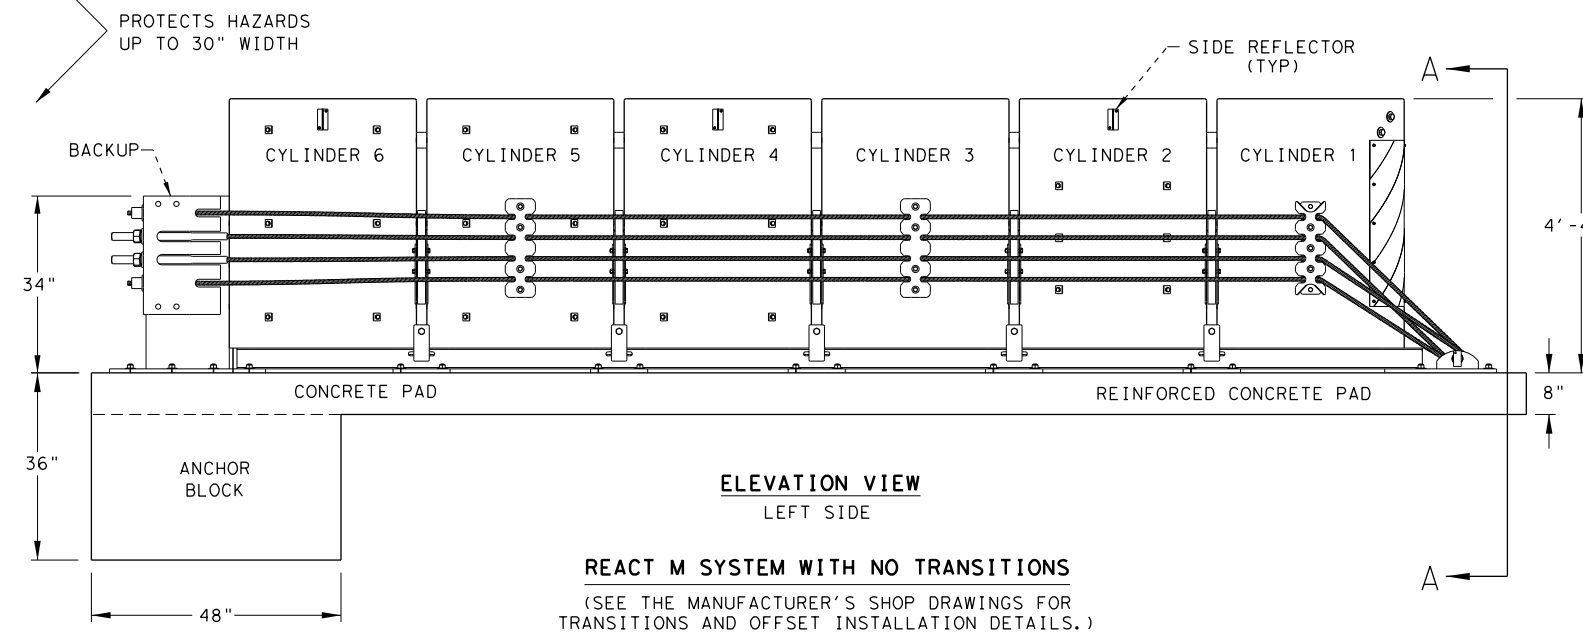 PROTECTS HAZARDS
UP TO 30" WIDTH
SIDE REFLECTOR
(TYP)
A
BACKUP
CYLINDER 6
CYLINDER 5
CYLINDER 4
CYLINDER 3
CYLINDER 2
CYLINDER 1
34"
4'-4
CONCRETE PAD
REINFORCED CONCRETE PAD
8"
36"
ANCHOR
BLOCK
ELEVATION VIEW
LEFT SIDE
REACT M SYSTEM WITH NO TRANSITIONS
A
(SEE THE MANUFACTURER'S SHOP DRAWINGS FOR
TRANSITIONS AND OFFSET INSTALLATION DETAILS.)
48"